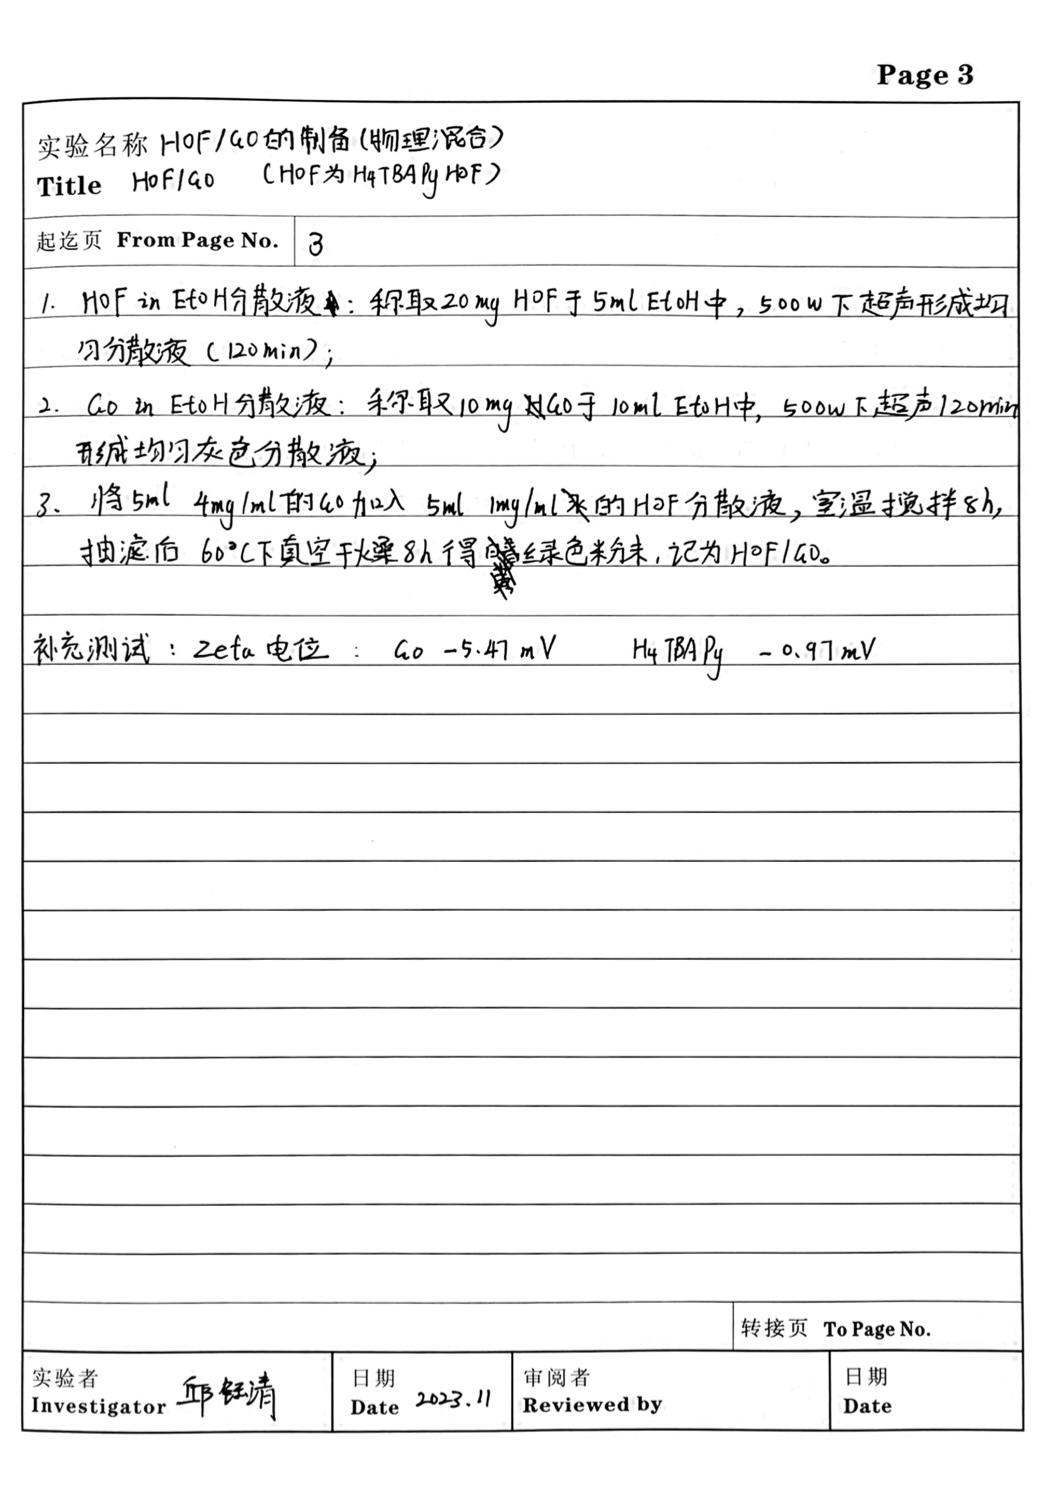 Page 3
实验名称 HOF/GO的制备(物理混合)
Title HOF/GO (HOF为H4TBAPy HOF)
起迄页 From Page No. 3
1. HOF in EtOH分散液：称取20mg HOF于5ml EtOH中，500W下超声形成均
匀分散液（120min）；
2. GO in EtOH分散液：称取10mg GO于10ml EtOH中，500W下超声120min
形成均匀灰色分散液；
3、将5ml 4mg/ml的GO加入5ml 1mg/ml的HOF分散液，室温搅拌8h，
抽滤后60°C下真空干燥8h得绿色粉末，记为HOF/GO。
补充测试：Zeta电位：GO -5.47mV H4TBAPy -0.97mV
转接页 To Page No.
实验者 日期 审阅者 日期
Investigator 邱钰清 Date 2023.11 Reviewed by Date